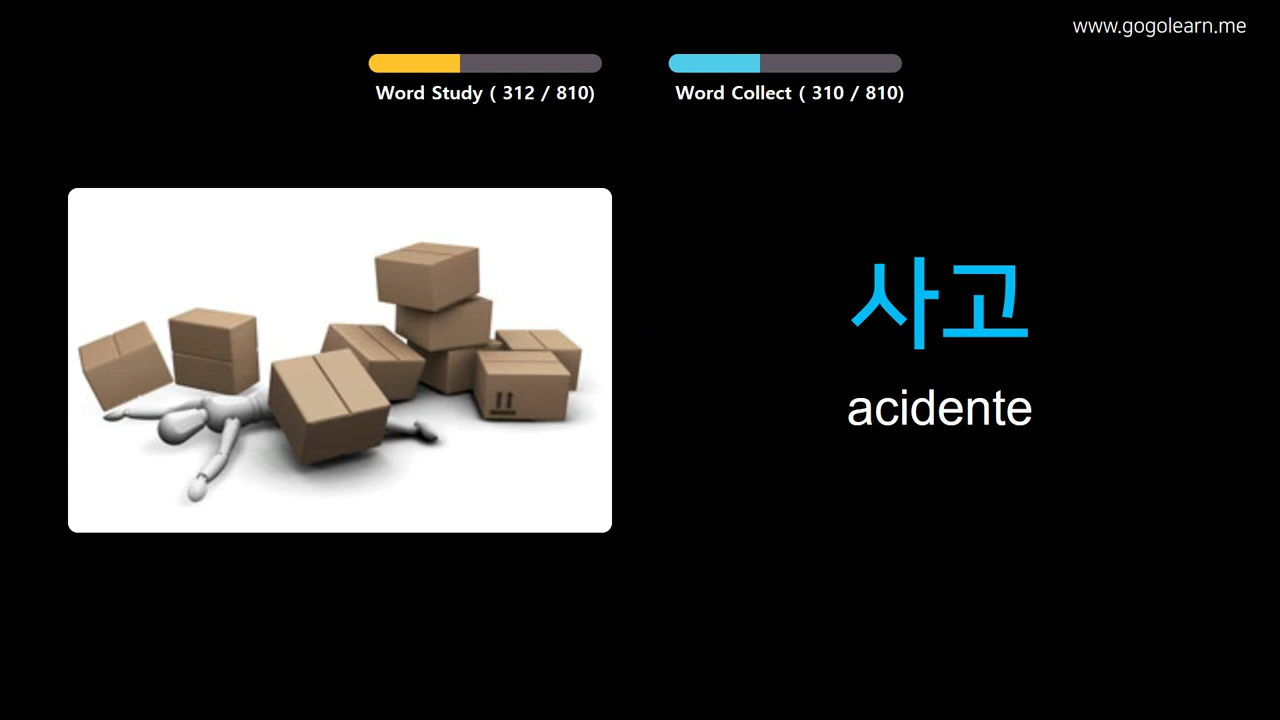 www.gogolearn.me
Word Study ( 312 / 810)
Word Collect ( 310 / 810)
사고
acidente